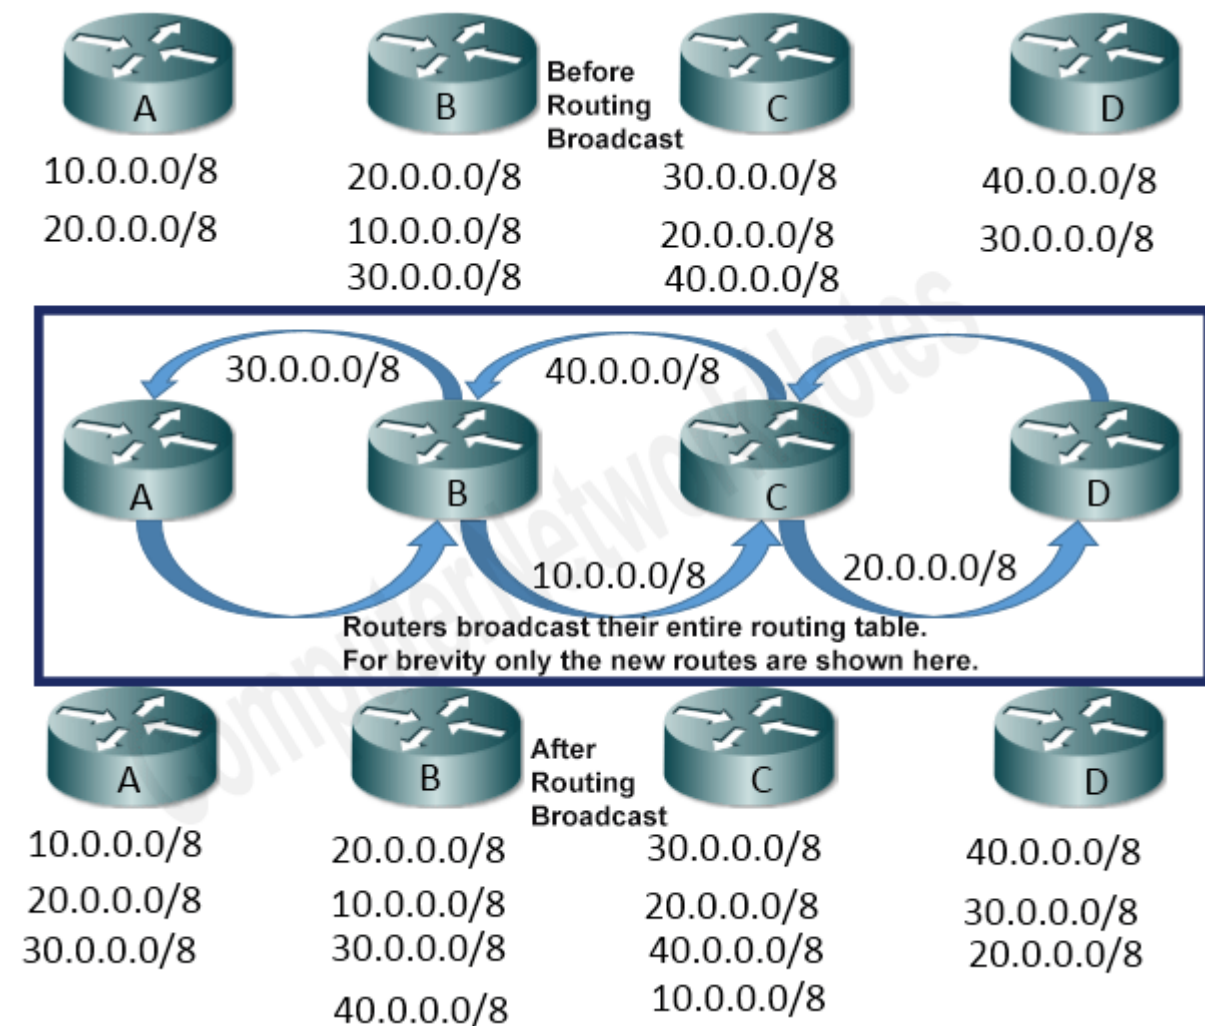 A
B
Before
Routing
Broadcast
C
D
10.0.0.0/8
20.0.0.0/8
30.0.0.0/8
40.0.0.0/8
20.0.0.0/8
10.0.0.0/8
20.0.0.0/8
30.0.0.0/8
30.0.0.0/8
40.0.0.0/8
30.0.0.0/8
40.0.0.0/8
A
B
C
D
10.0.0.0/8
20.0.0.0/8
Routers broadcast their entire routing table.
For brevity only the new routes are shown here.
ComputerNetworkNotes
A
B
After
Routing
Broadcast
C
D
10.0.0.0/8
20.0.0.0/8
30.0.0.0/8
40.0.0.0/8
20.0.0.0/8
10.0.0.0/8
20.0.0.0/8
30.0.0.0/8
30.0.0.0/8
30.0.0.0/8
40.0.0.0/8
20.0.0.0/8
40.0.0.0/8
10.0.0.0/8